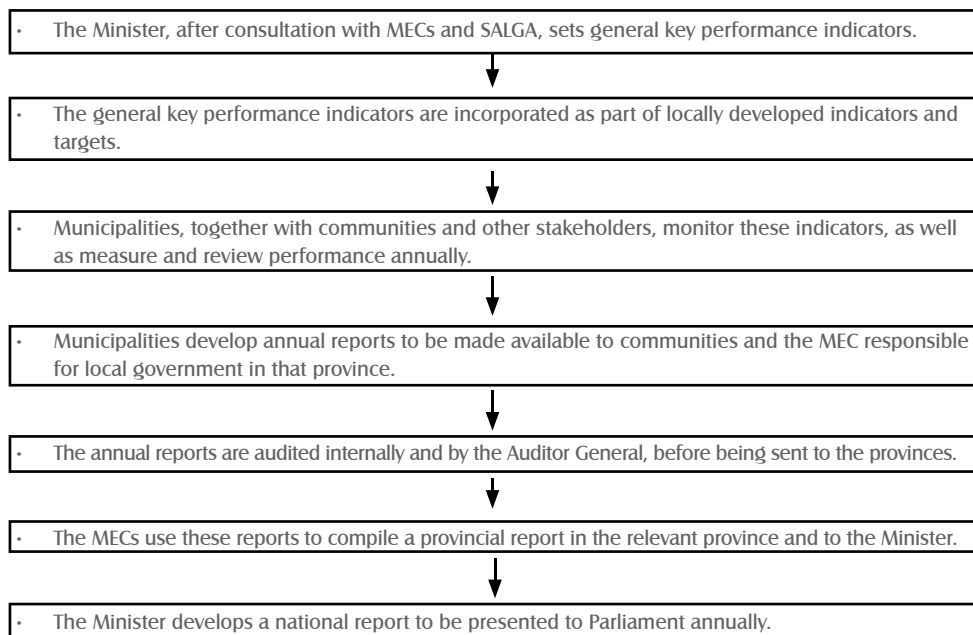 · The Minister, after consultation with MECs and SALGA, sets general key performance indicators.
· The general key performance indicators are incorporated as part of locally developed indicators and
targets.
· Municipalities, together with communities and other stakeholders, monitor these indicators, as well
as measure and review performance annually.
· Municipalities develop annual reports to be made available to communities and the MEC responsible
for local government in that province.
· The annual reports are audited internally and by the Auditor General, before being sent to the provinces.
· The MECs use these reports to compile a provincial report in the relevant province and to the Minister.
· The Minister develops a national report to be presented to Parliament annually.